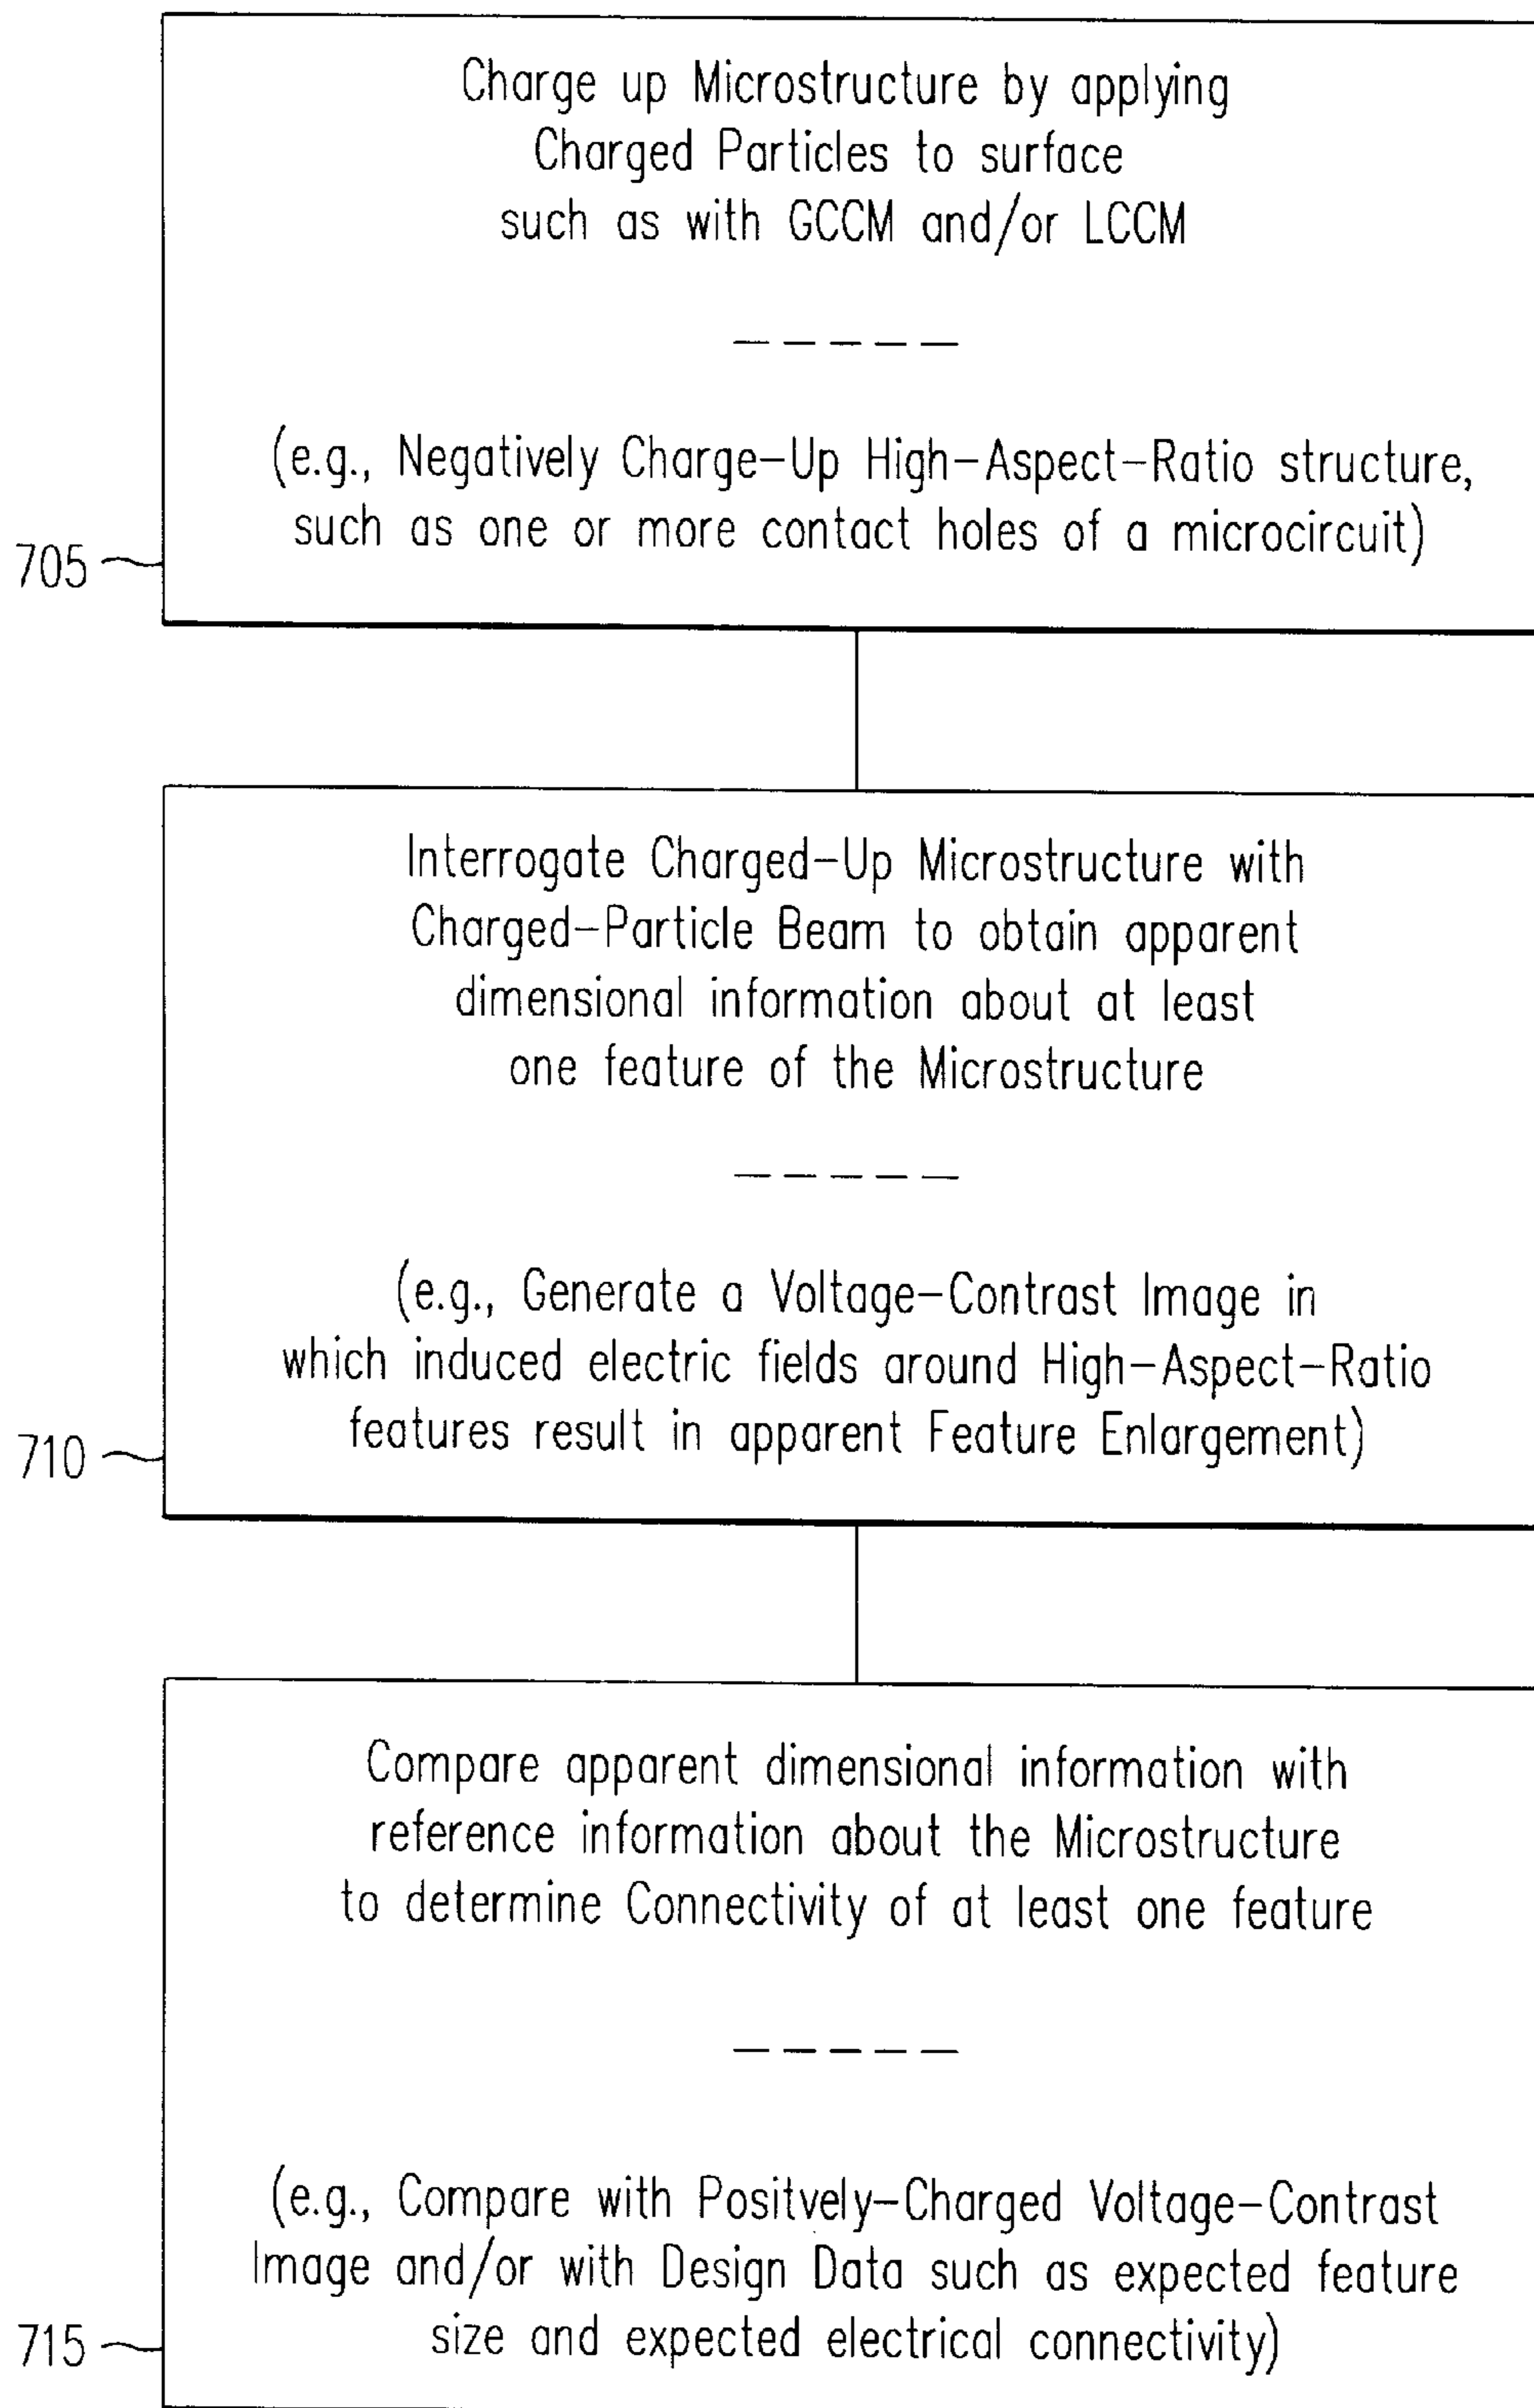 Charge up Microstructure by applying
Charged Particles to surface
such as with GCCM and/or LCCM
(e.g., Negatively Charge-Up High-Aspect-Ratio structure,
such as one or more contact holes of a microcircuit)
705
Interrogate Charged-Up Microstructure with
Charged-Particle Beam to obtain apparent
dimensional information about at least
one feature of the Microstructure
(e.g., Generate a Voltage-Contrast Image in
which induced electric fields around High-Aspect-Ratio
features result in apparent Feature Enlargement)
710
Compare apparent dimensional information with
reference information about the Microstructure
to determine Connectivity of at least one feature
(e.g., Compare with Positvely-Charged Voltage-Contrast
Image and/or with Design Data such as expected feature
size and expected electrical connectivity)
715